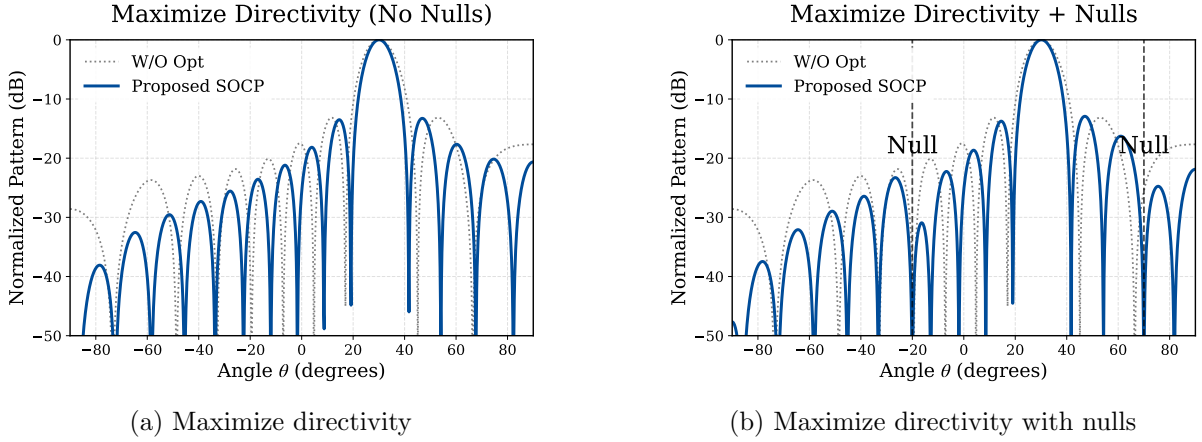 Maximize Directivity (No Nulls)
0
−10
−20
−30
−40
−50
Normalized Pattern (dB)
W/O Opt
Proposed SOCP
−80 −60 −40 −20 0 20 40 60 80
Angle θ (degrees)
(a) Maximize directivity
Maximize Directivity + Nulls
0
−10
−20
−30
−40
−50
Normalized Pattern (dB)
W/O Opt
Proposed SOCP
Null Null
−80 −60 −40 −20 0 20 40 60 80
Angle θ (degrees)
(b) Maximize directivity with nulls